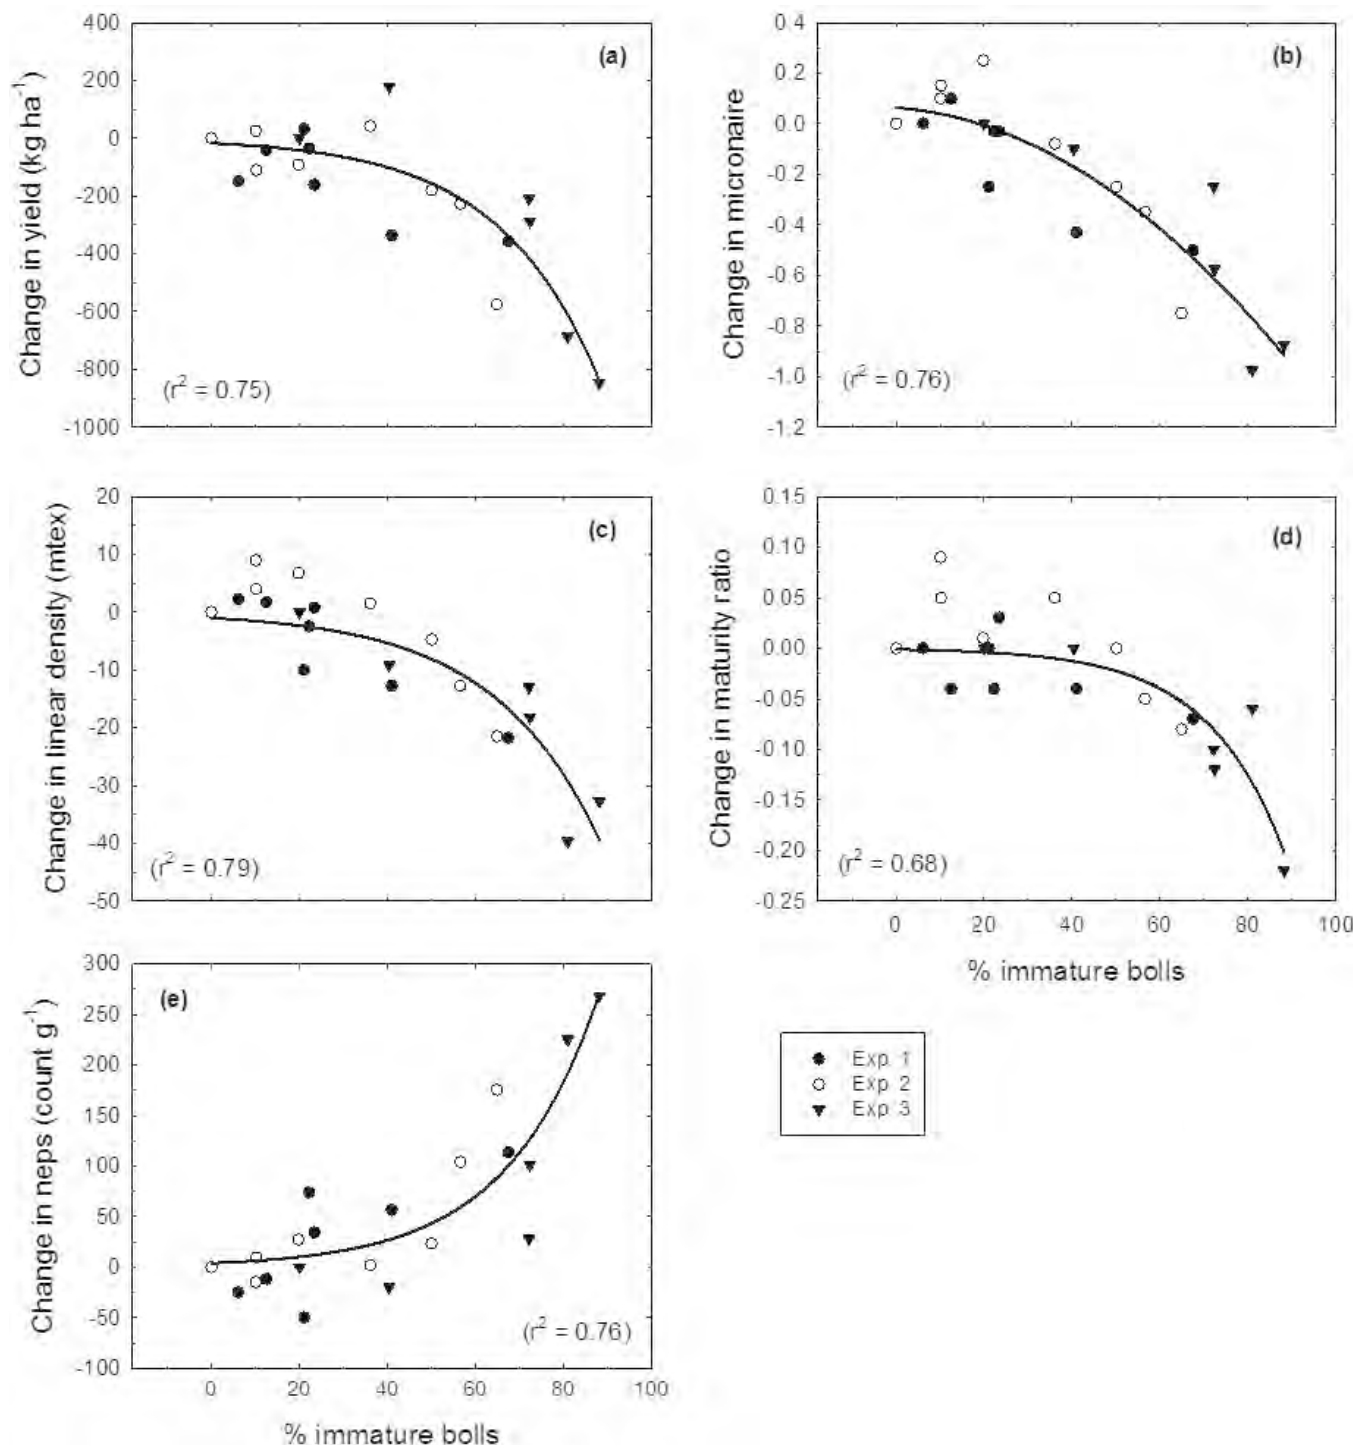 400
200
0
-200
-400
-600
-800
-1000
Change in yield (kg ha⁻¹)
(a)
(r² = 0.75)
0.4
0.2
0.0
-0.2
-0.4
-0.6
-0.8
-1.0
-1.2
Change in micronaire
(b)
(r² = 0.76)
20
10
0
-10
-20
-30
-40
-50
Change in linear density (mtex)
(c)
(r² = 0.79)
0.15
0.10
0.05
0.00
-0.05
-0.10
-0.15
-0.20
-0.25
Change in maturity ratio
(d)
(r² = 0.68)
0 20 40 60 80 100
% immature bolls
300
250
200
150
100
50
0
-50
-100
Change in neps (count g⁻¹)
(e)
(r² = 0.76)
0 20 40 60 80 100
% immature bolls
Exp 1
Exp 2
Exp 3